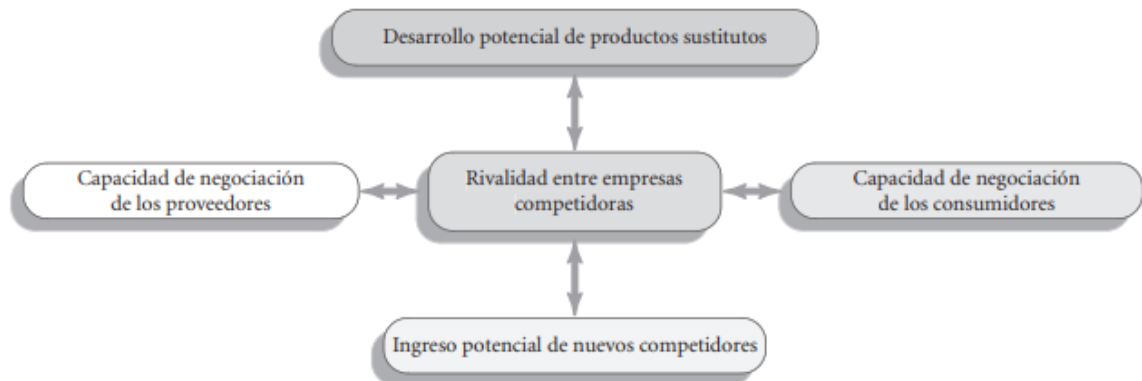 Desarrollo potencial de productos sustitutos
Capacidad de negociación
de los proveedores
Rivalidad entre empresas
competidoras
Capacidad de negociación
de los consumidores
Ingreso potencial de nuevos competidores